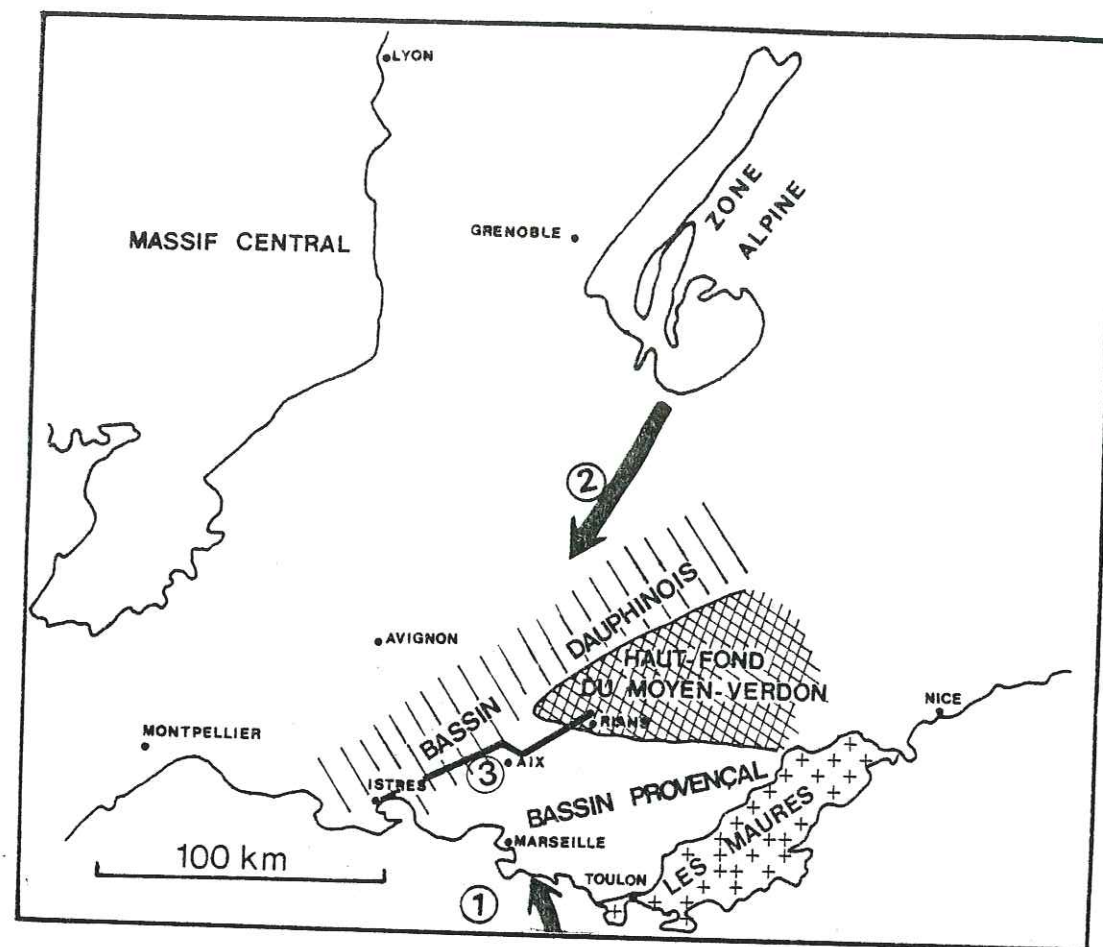 LYON
MASSIF CENTRAL
GRENOBLE
ZONE
ALPINE
2
AVIGNON
BASSIN DAUPHINOIS
HAUT-FOND
DU MOYEN-VERDON
RIANS
NICE
MONTPELLIER
ISTRES
3
AIX
BASSIN PROVENÇAL
LES MAURES
MARSEILLE
TOULON
100 km
1